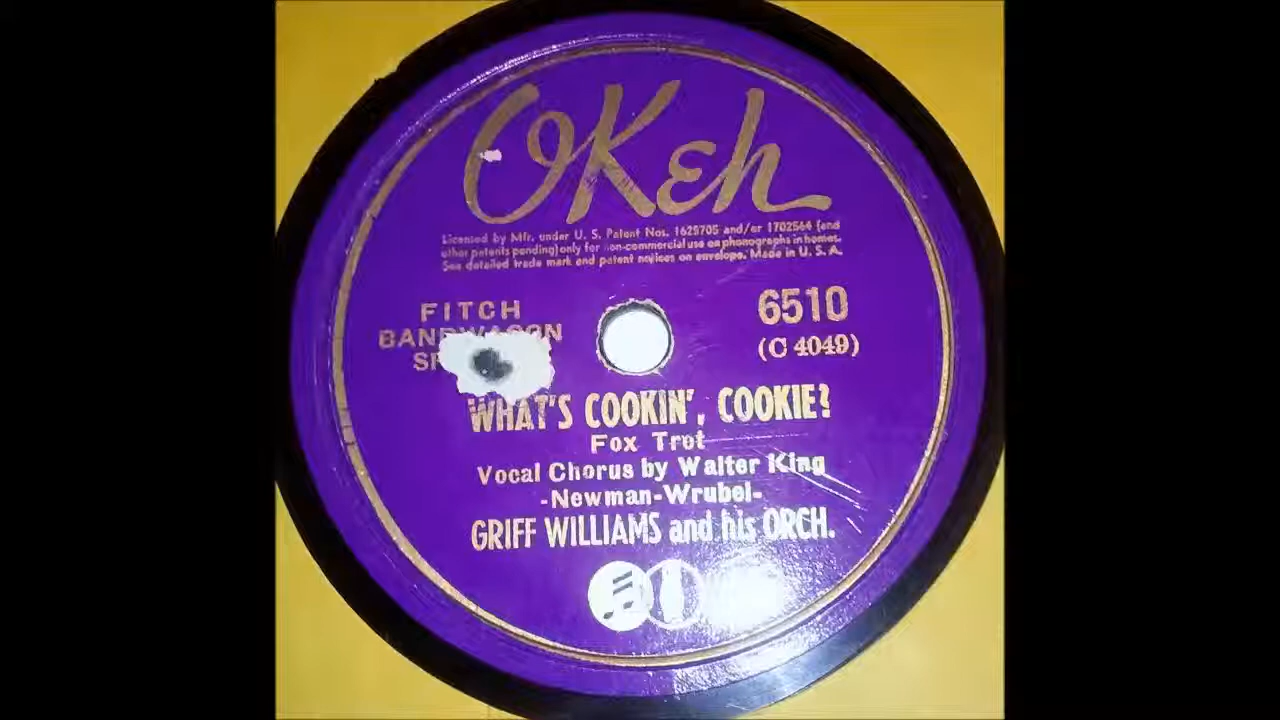 OKeh
Licensed by Mfr. under U. S. Patent Nos. 1625705 and/or 1702564 (and
other patents pending) only for non-commercial use on phonographs in homes.
See detailed trade mark and patent notices on envelope. Made in U. S. A.
FITCH
BANDWAGON
6510
(C 4049)
WHAT'S COOKIN', COOKIE?
Fox Trot
Vocal Chorus by Walter King
-Newman-Wrubel-
GRIFF WILLIAMS and his ORCH.